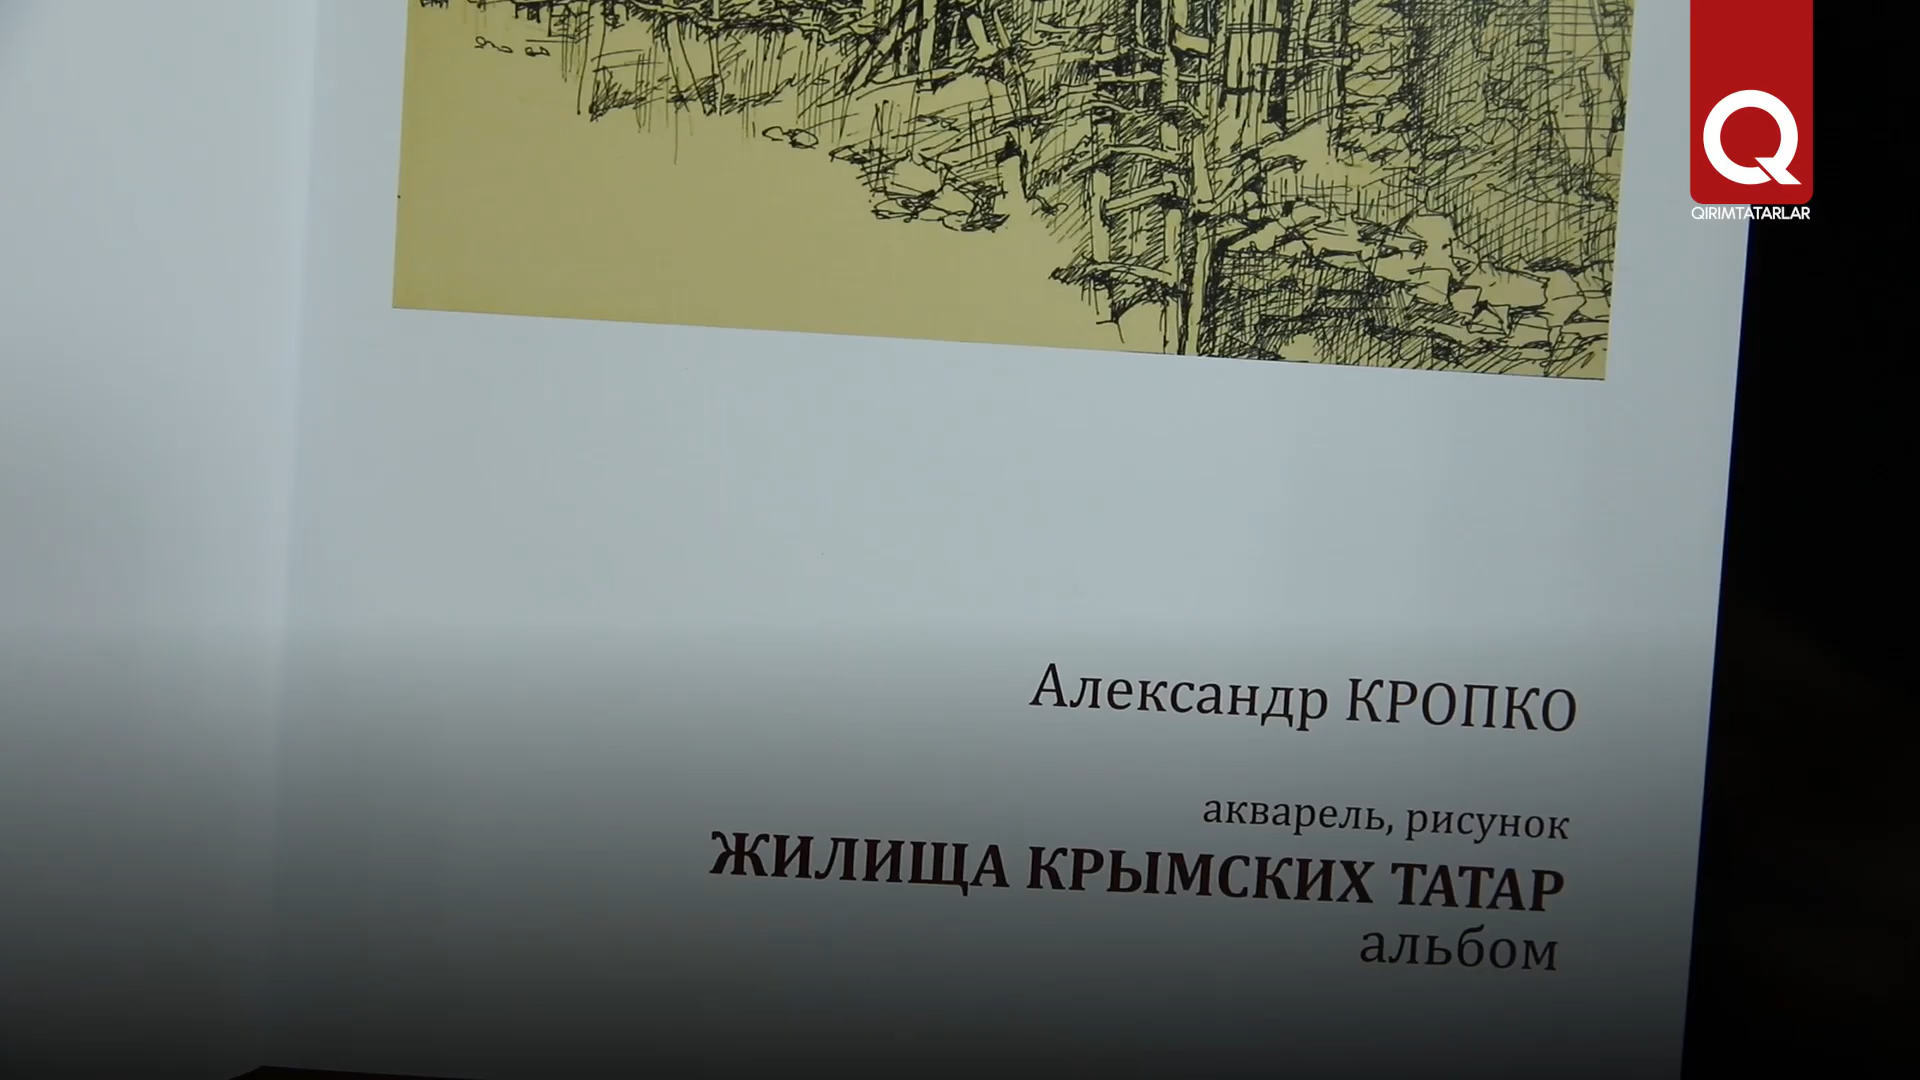 Q
QIRIMTATARLAR
Александр КРОПКО
акварель, рисунок
ЖИЛИЩА КРЫМСКИХ ТАТАР
альбом